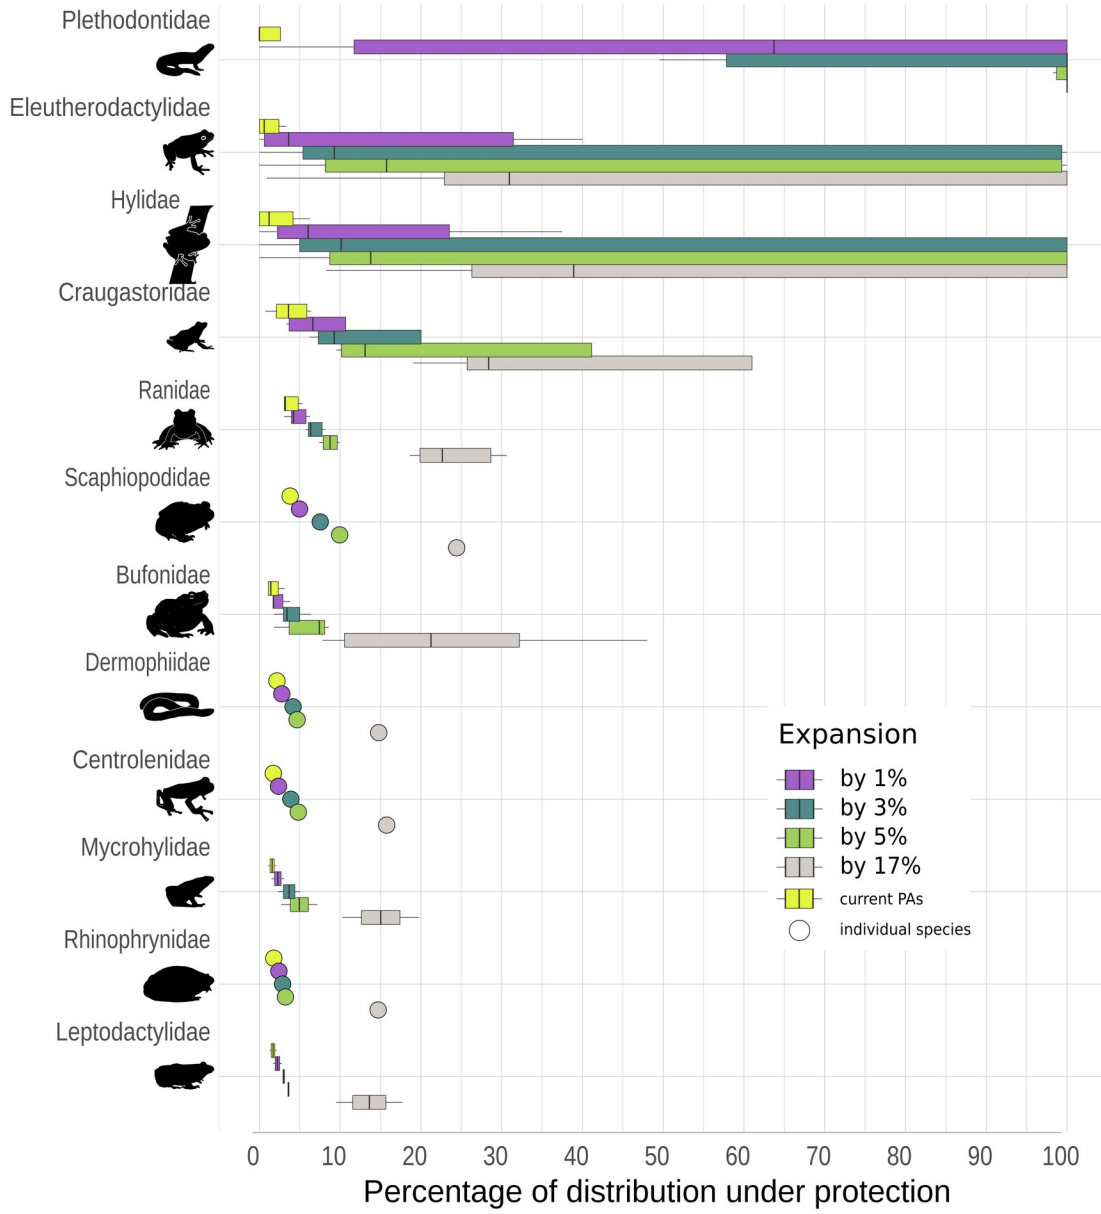 Plethodontidae
Eleutherodactylidae
Hylidae
Craugastoridae
Ranidae
Scaphiopodidae
Bufonidae
Dermophiidae
Centrolenidae
Mycrohylidae
Rhinophrynidae
Leptodactylidae
Expansion
by 1%
by 3%
by 5%
by 17%
current PAs
individual species
0 10 20 30 40 50 60 70 80 90 100
Percentage of distribution under protection